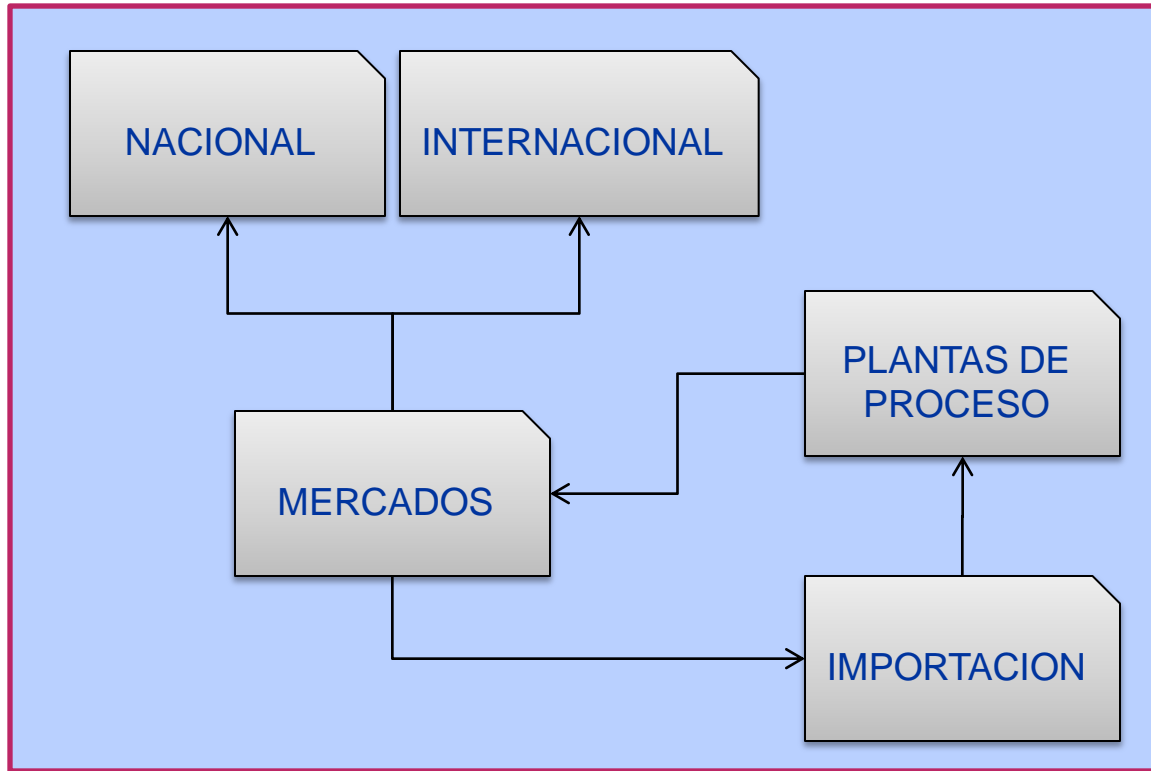 NACIONAL
INTERNACIONAL
PLANTAS DE
PROCESO
MERCADOS
IMPORTACION